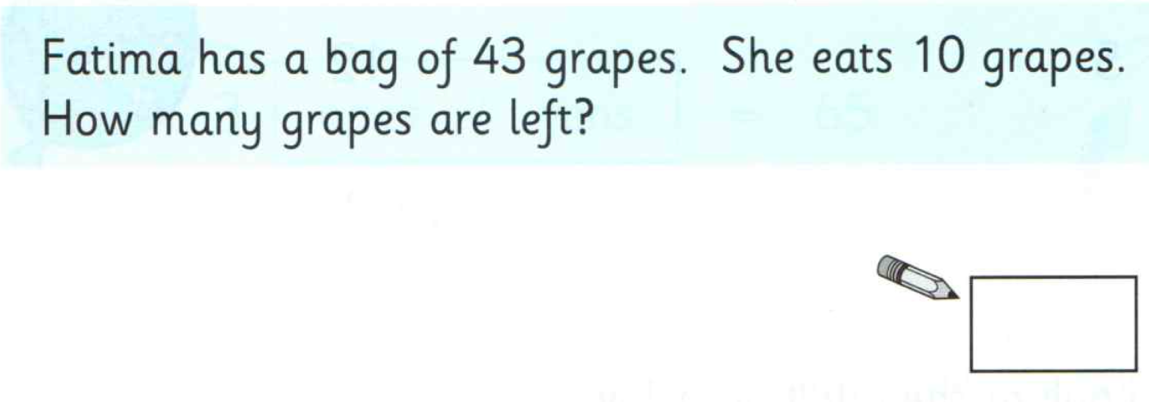 Fatima has a bag of 43 grapes. She eats 10 grapes.
How many grapes are left?